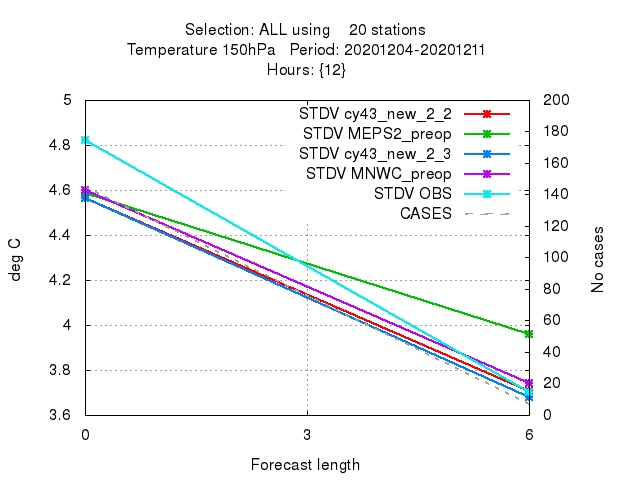 Selection: ALL using    20 stations
Temperature 150hPa   Period: 20201204-20201211
Hours: {12}
STDV cy43_new_2_2
STDV MEPS2_preop
STDV cy43_new_2_3
STDV MNWC_preop
STDV OBS
CASES
5
4.8
4.6
4.4
4.2
4
3.8
3.6
deg C
200
180
160
140
120
100
80
60
40
20
0
No cases
0 3 6
Forecast length